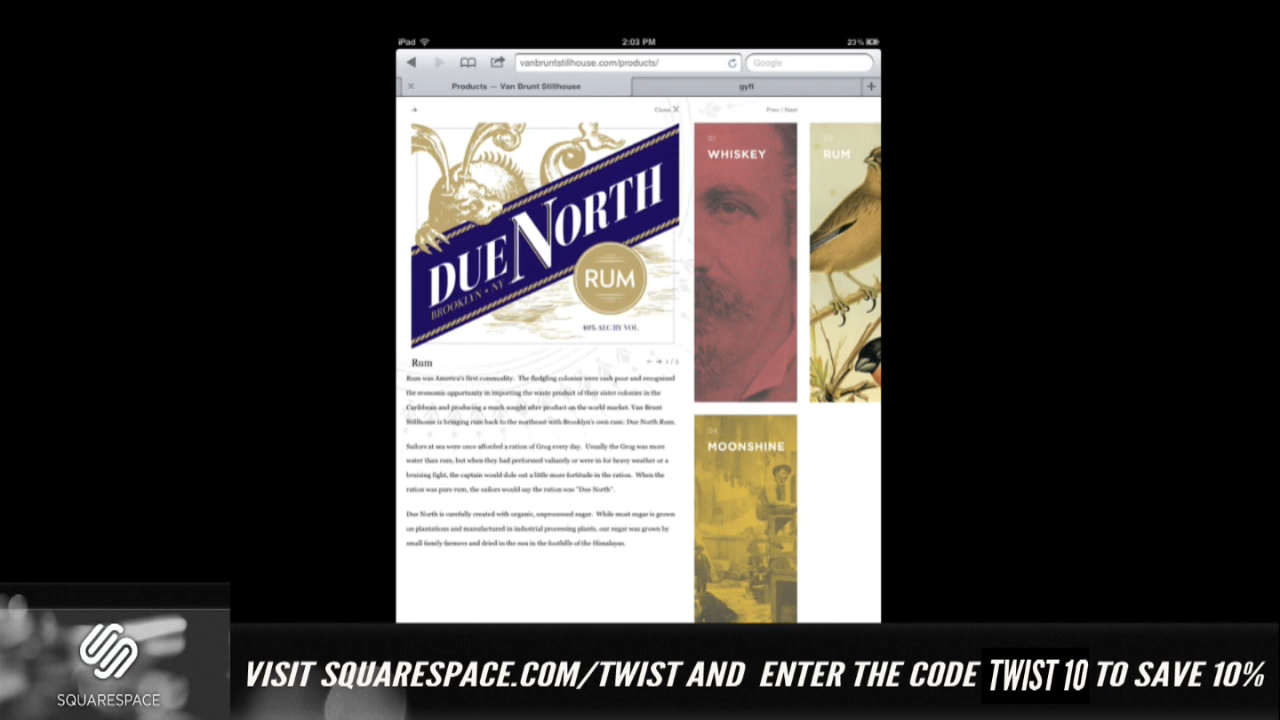 iPad 2:03 PM 23%
vanbruntstillhouse.com/products/
Google
Products — Van Brunt Stillhouse
gyft
Close
Prev / Next
DUE NORTH
BROOKLYN • NY
RUM
40% ALC BY VOL
Rum
1 / 5
Rum was America's first commodity. The fledgling colonies were cash poor and recognized
the economic opportunity in importing the waste product of their sister colonies in the
Caribbean and producing a much sought after product on the world market. Van Brunt
Stillhouse is bringing rum back to the northeast with Brooklyn's own rum: Due North Rum.
Sailors at sea were once afforded a ration of Grog every day. Usually the Grog was more
water than rum, but when they had performed valiantly or were in for heavy weather or a
bruising fight, the captain would dole out a little more fortitude in the ration. When the
ration was pure rum, the sailors would say the ration was "Due North".
Due North is carefully created with organic, unprocessed sugar. While most sugar is grown
on plantations and manufactured in industrial processing plants, our sugar was grown by
small family farmers and dried in the sun in the foothills of the Himalayas.
01
WHISKEY
RUM
04
MOONSHINE
SQUARESPACE
VISIT SQUARESPACE.COM/TWIST AND ENTER THE CODE TWIST 10 TO SAVE 10%